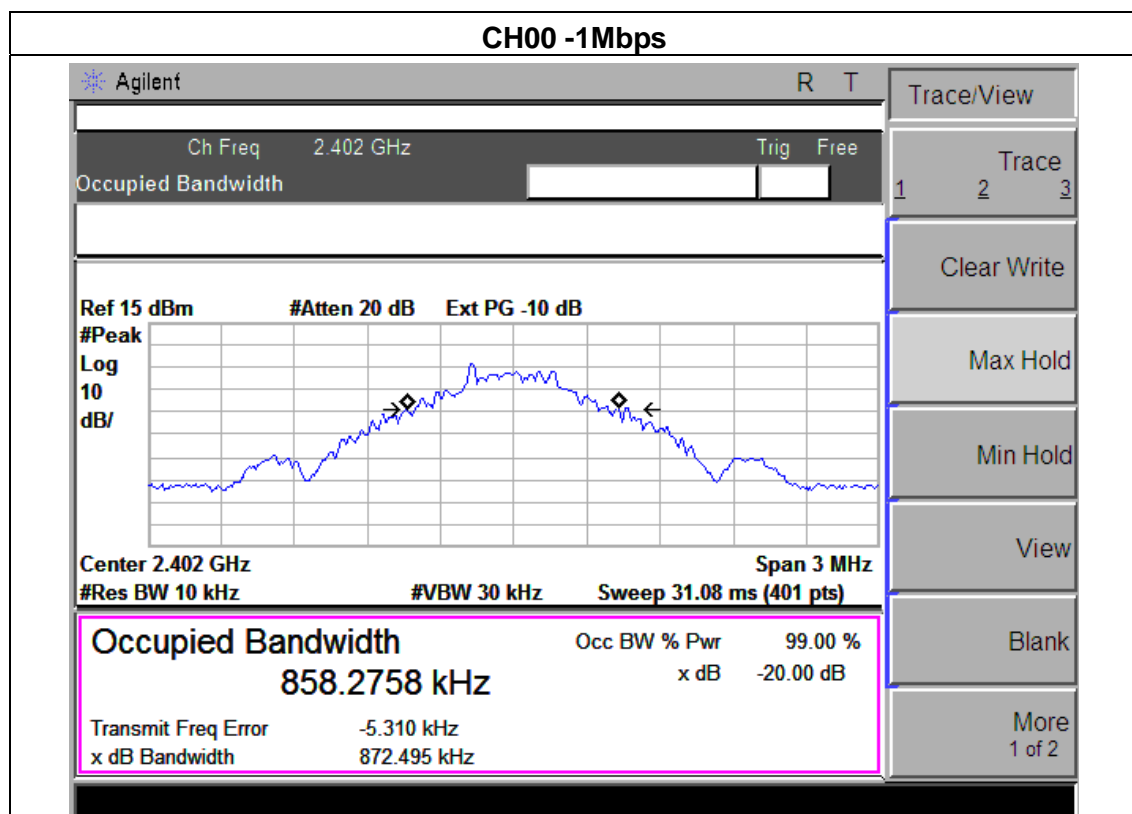 CH00 -1Mbps
Agilent R T
Ch Freq 2.402 GHz Trig Free
Occupied Bandwidth
Ref 15 dBm #Atten 20 dB Ext PG -10 dB
#Peak
Log
10
dB/
Center 2.402 GHz Span 3 MHz
#Res BW 10 kHz #VBW 30 kHz Sweep 31.08 ms (401 pts)
Occupied Bandwidth Occ BW % Pwr 99.00 %
858.2758 kHz x dB -20.00 dB
Transmit Freq Error -5.310 kHz
x dB Bandwidth 872.495 kHz
Trace/View
Trace
1 2 3
Clear Write
Max Hold
Min Hold
View
Blank
More
1 of 2